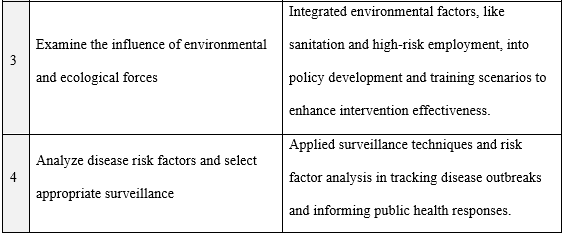 3
Examine the influence of environmental
and ecological forces
Integrated environmental factors, like
sanitation and high-risk employment, into
policy development and training scenarios to
enhance intervention effectiveness.
4
Analyze disease risk factors and select
appropriate surveillance
Applied surveillance techniques and risk
factor analysis in tracking disease outbreaks
and informing public health responses.